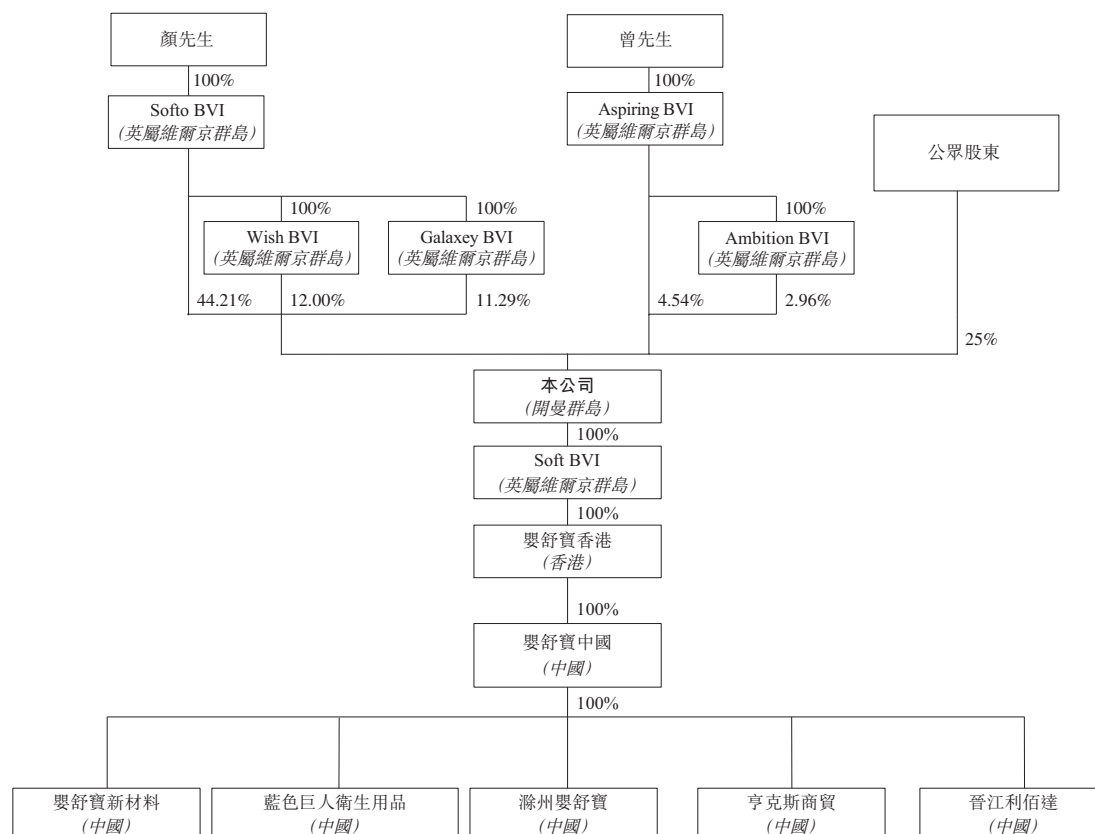 顏先生
曾先生
100%
100%
Softo BVI
(英屬維爾京群島)
Aspiring BVI
(英屬維爾京群島)
公眾股東
100%
100%
100%
Wish BVI
(英屬維爾京群島)
Galaxey BVI
(英屬維爾京群島)
Ambition BVI
(英屬維爾京群島)
44.21%
12.00%
11.29%
4.54%
2.96%
25%
本公司
(開曼群島)
100%
Soft BVI
(英屬維爾京群島)
100%
嬰舒寶香港
(香港)
100%
嬰舒寶中國
(中國)
100%
嬰舒寶新材料
(中國)
藍色巨人衛生用品
(中國)
滁州嬰舒寶
(中國)
亨克斯商貿
(中國)
晉江利佰達
(中國)